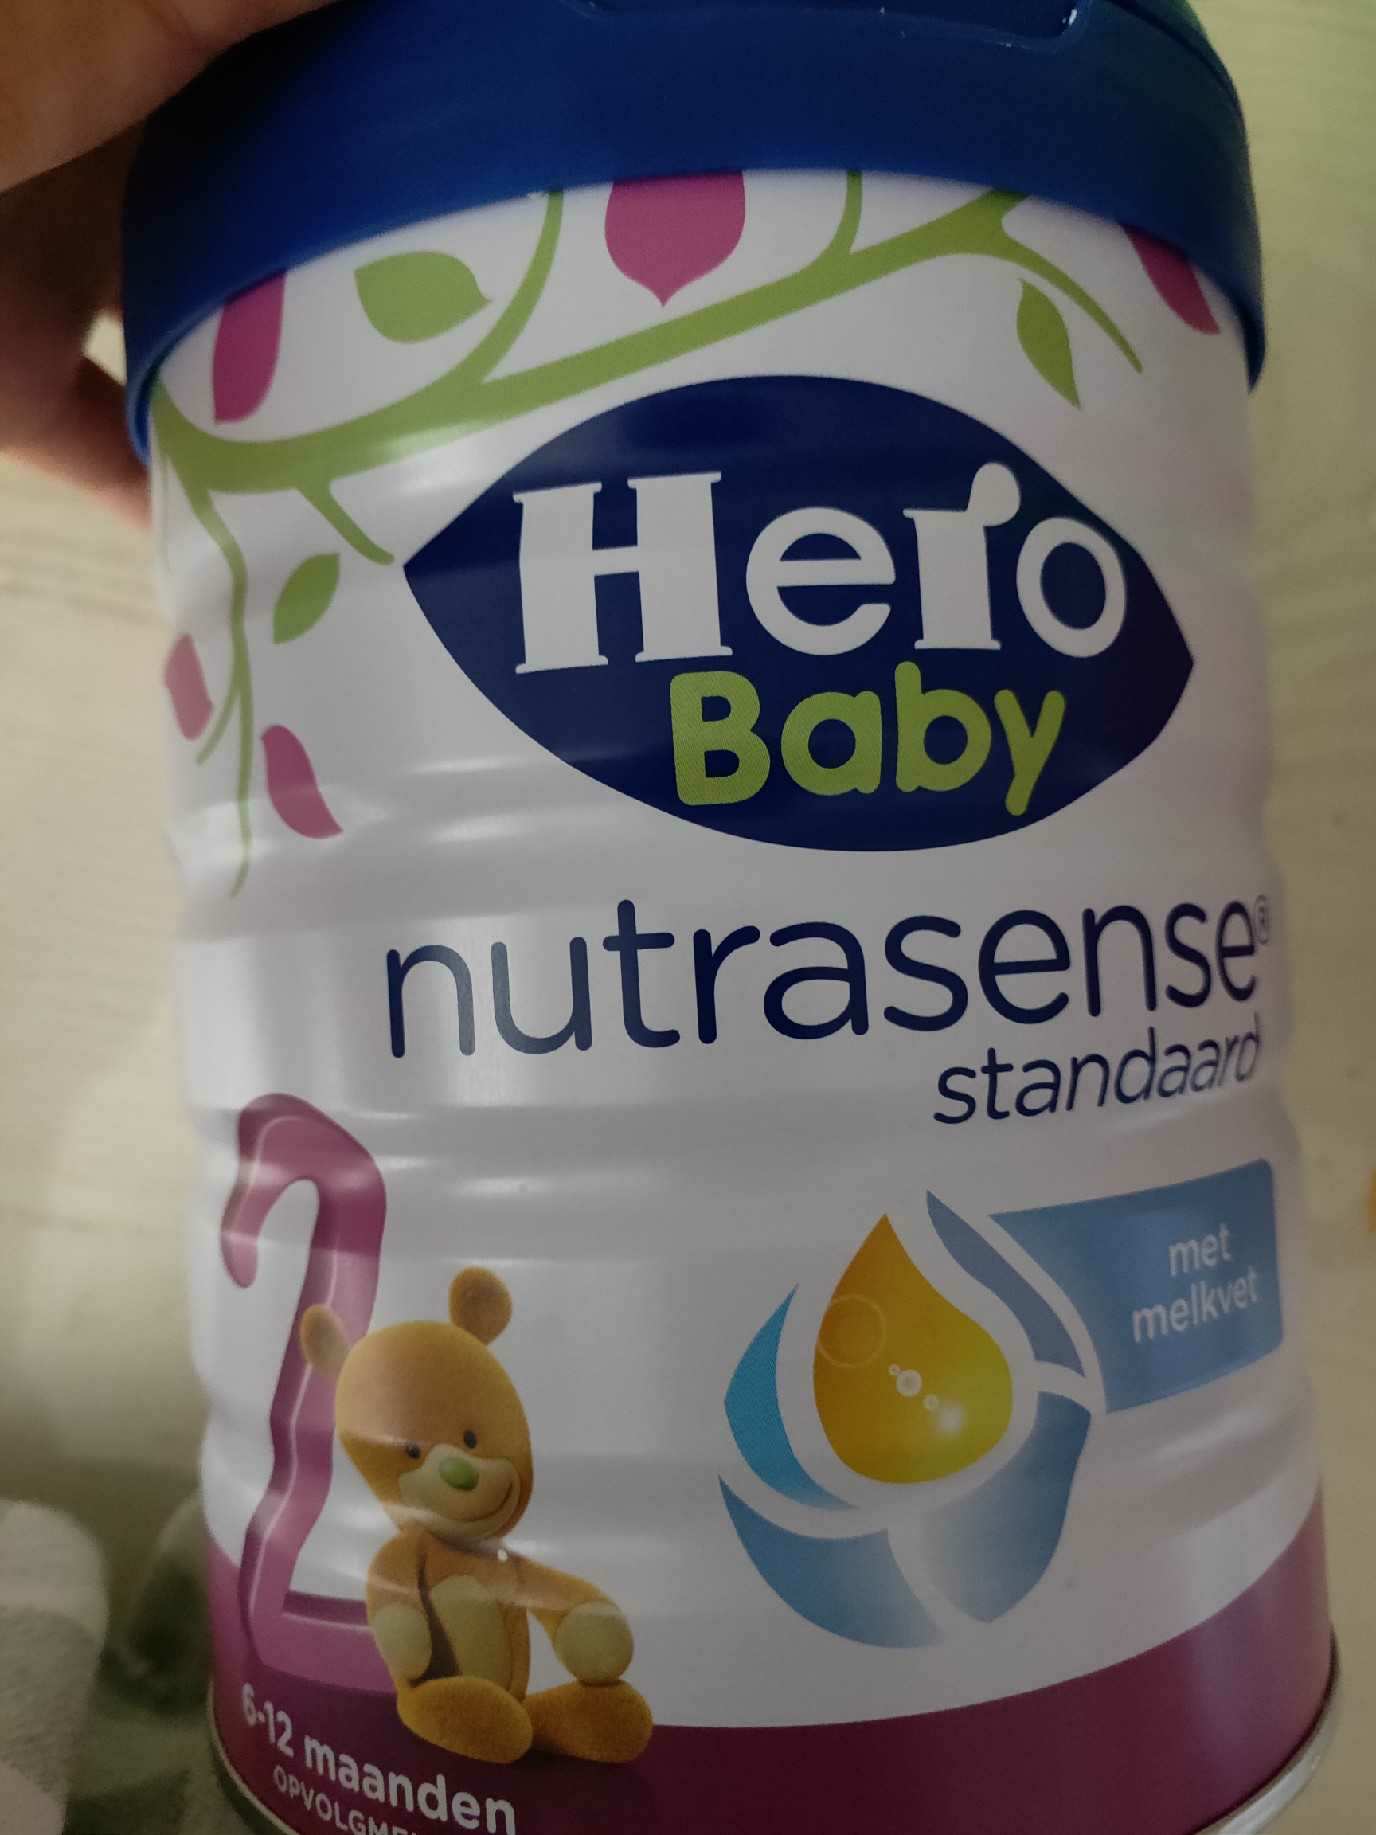 Hero
Baby
nutrasense®
standaard
2
met
melkvet
6-12 maanden